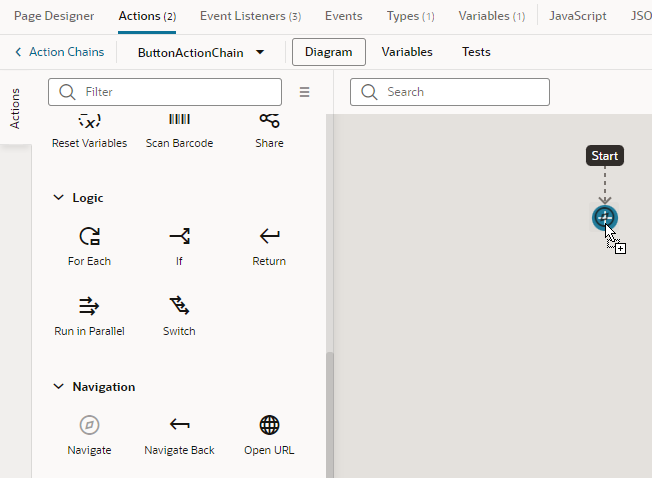 Page Designer Actions (2) Event Listeners (3) Events Types (1) Variables (1) JavaScript JSO
Action Chains ButtonActionChain Diagram Variables Tests
Actions
Filter
Search
Reset Variables Scan Barcode Share
Start
Logic
For Each If Return
Run in Parallel Switch
Navigation
Navigate Navigate Back Open URL